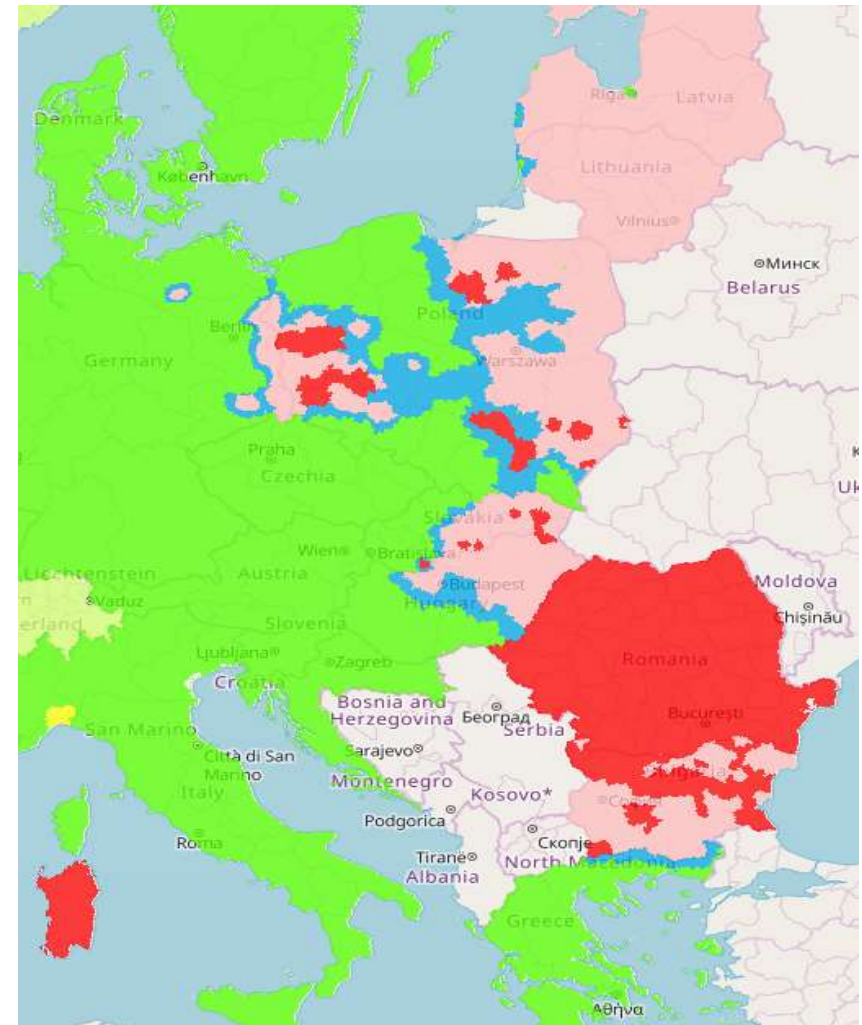 Denmark
København
Riga
Latvia
Lithuania
Vilnius
Минск
Belarus
Berlin
Poland
Warszawa
Germany
Praha
Czechia
Slovakia
Wien
Bratislava
Liechtenstein
Vaduz
Austria
Budapest
Hungary
Moldova
Chișinău
Slovenia
Ljubljana
Zagreb
Croatia
Romania
București
Bosnia and
Herzegovina
Београд
Serbia
San Marino
Città di San
Marino
Sarajevo
Montenegro
Kosovo*
Italy
Podgorica
Скопје
Roma
Tiranë
North Macedonia
Albania
Greece
Αθήνα